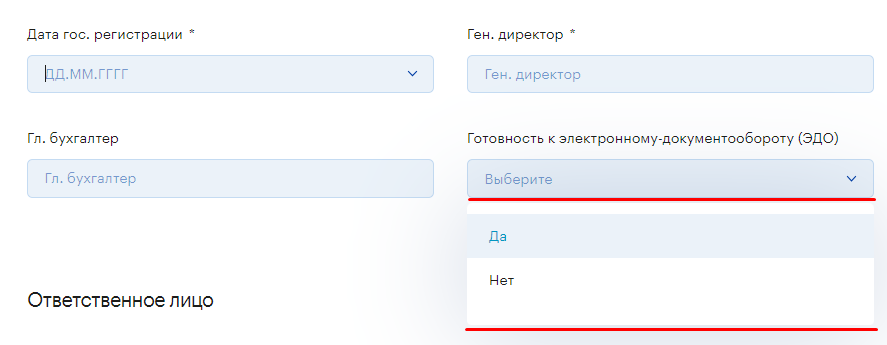 Дата гос. регистрации *
Ген. директор *
ДД.ММ.ГГГГ
Ген. директор
Гл. бухгалтер
Готовность к электронному-документообороту (ЭДО)
Гл. бухгалтер
Выберите
Да
Нет
Ответственное лицо